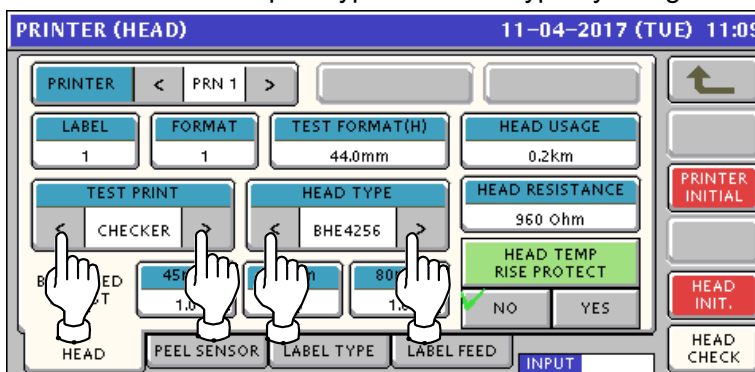 PRINTER (HEAD) 11-04-2017 (TUE) 11:09
PRINTER < PRN 1 >
LABEL FORMAT TEST FORMAT(H) HEAD USAGE
1 1 44.0mm 0.2km
PRINTER
INITIAL
TEST PRINT HEAD TYPE HEAD RESISTANCE
< CHECKER > < BHE4256 > 960 Ohm
HEAD TEMP
RISE PROTECT
NO YES
HEAD
INIT.
HEAD PEEL SENSOR LABEL TYPE LABEL FEED
INPUT
HEAD
CHECK